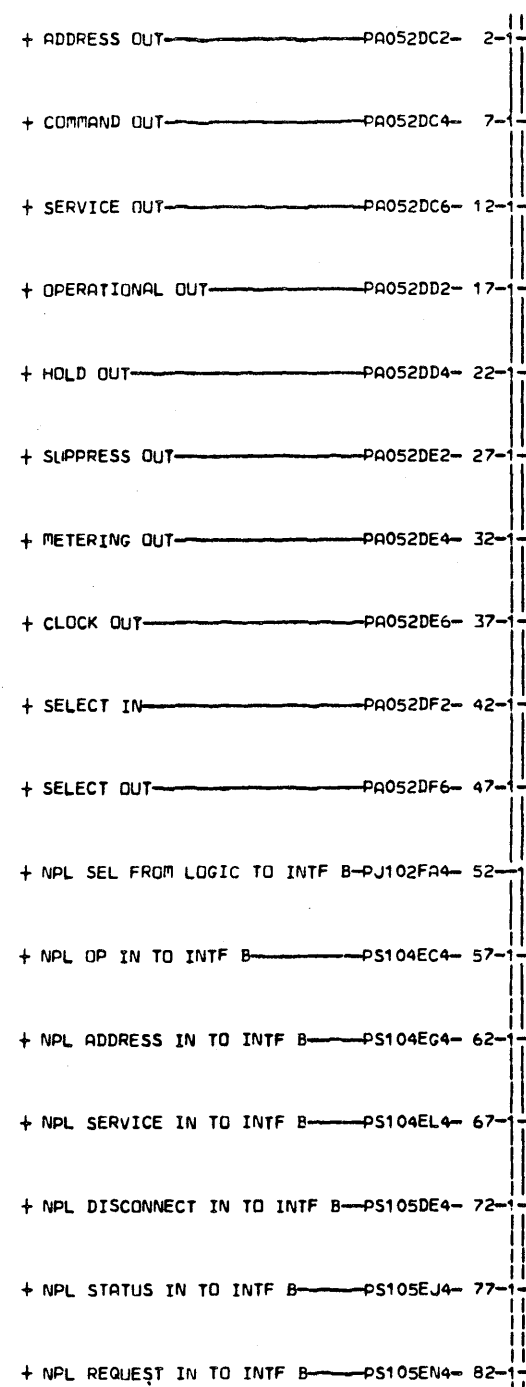 + ADDRESS OUT PA052DC2- 2-1-
+ COMMAND OUT PA052DC4- 7-1-
+ SERVICE OUT PA052DC6- 12-1-
+ OPERATIONAL OUT PA052DD2- 17-1-
+ HOLD OUT PA052DD4- 22-1-
+ SUPPRESS OUT PA052DE2- 27-1-
+ METERING OUT PA052DE4- 32-1-
+ CLOCK OUT PA052DE6- 37-1-
+ SELECT IN PA052DF2- 42-1-
+ SELECT OUT PA052DF6- 47-1-
+ NPL SEL FROM LOGIC TO INTF B-PJ102FA4- 52-1
+ NPL OP IN TO INTF B PS104EC4- 57-1-
+ NPL ADDRESS IN TO INTF B PS104EG4- 62-1-
+ NPL SERVICE IN TO INTF B PS104EL4- 67-1-
+ NPL DISCONNECT IN TO INTF B PS105DE4- 72-1-
+ NPL STATUS IN TO INTF B PS105EJ4- 77-1-
+ NPL REQUEST IN TO INTF B PS105EN4- 82-1-